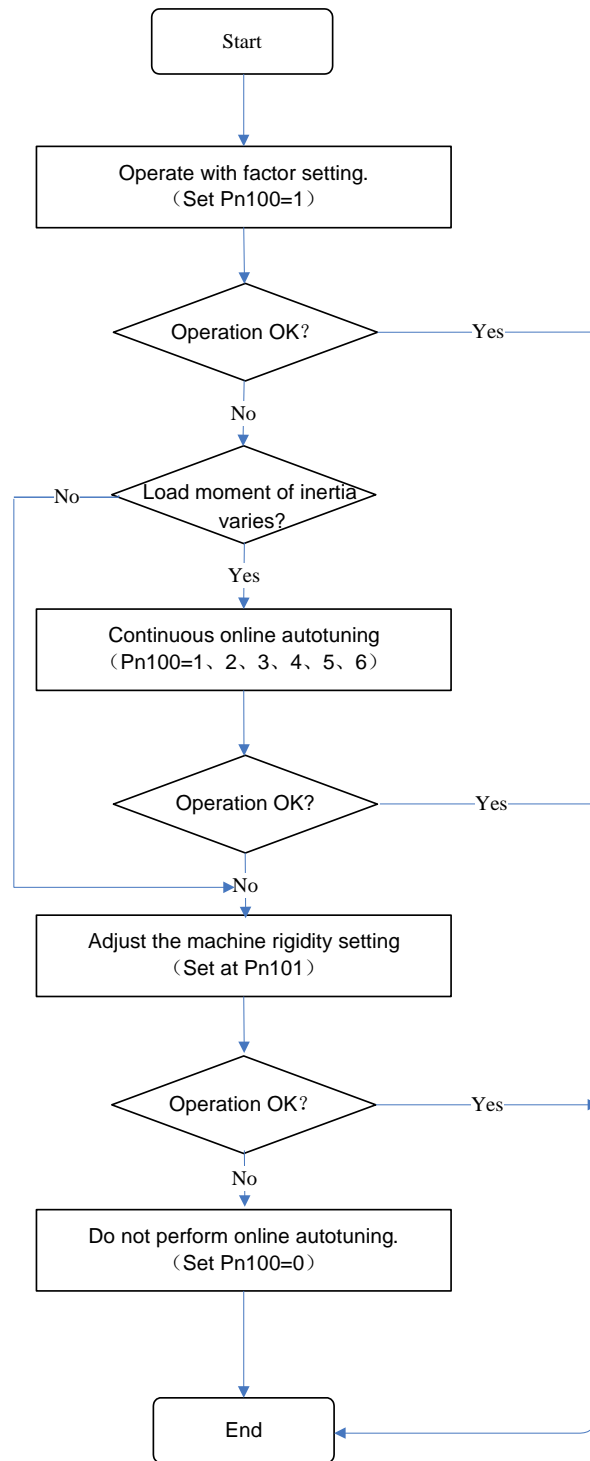 Start
Operate with factor setting.
（Set Pn100=1）
Operation OK?
Yes
No
Load moment of inertia
varies?
No
Yes
Continuous online autotuning
（Pn100=1、2、3、4、5、6）
Operation OK?
Yes
No
Adjust the machine rigidity setting
（Set at Pn101）
Operation OK?
Yes
No
Do not perform online autotuning.
（Set Pn100=0）
End